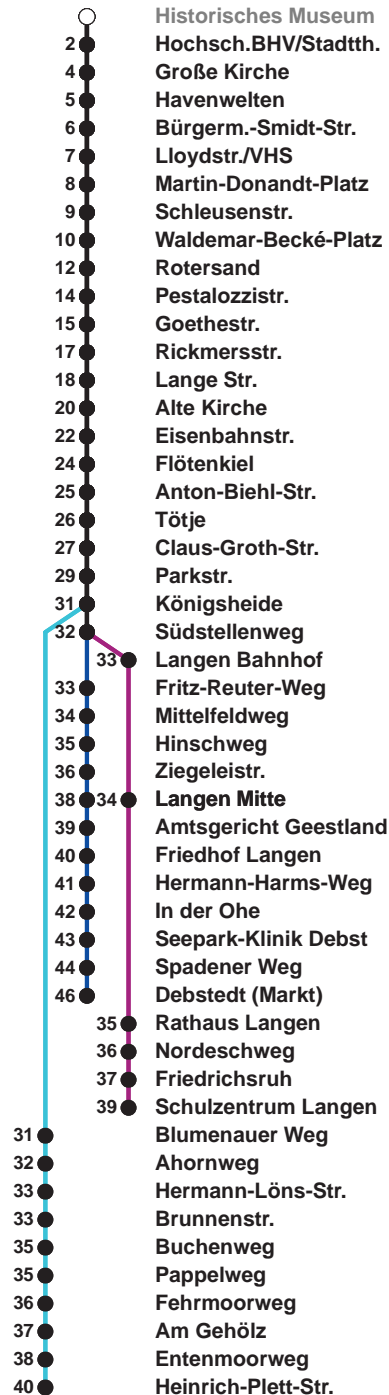 Historisches Museum
2 Hochsch.BHV/Stadtth.
4 Große Kirche
5 Havenwelten
6 Bürgerm.-Smidt-Str.
7 Lloydstr./VHS
8 Martin-Donandt-Platz
9 Schleusenstr.
10 Waldemar-Becké-Platz
12 Rotersand
14 Pestalozzistr.
15 Goethestr.
17 Rickmersstr.
18 Lange Str.
20 Alte Kirche
22 Eisenbahnstr.
24 Flötenkiel
25 Anton-Biehl-Str.
26 Tötje
27 Claus-Groth-Str.
29 Parkstr.
31 Königsheide
32 Südstellenweg
33 Langen Bahnhof
33 Fritz-Reuter-Weg
34 Mittelfeldweg
35 Hinschweg
36 Ziegeleistr.
38 34 Langen Mitte
39 Amtsgericht Geestland
40 Friedhof Langen
41 Hermann-Harms-Weg
42 In der Ohe
43 Seepark-Klinik Debst
44 Spadener Weg
46 Debstedt (Markt)
35 Rathaus Langen
36 Nordeschweg
37 Friedrichsruh
39 Schulzentrum Langen
31 Blumenauer Weg
32 Ahornweg
33 Hermann-Löns-Str.
33 Brunnenstr.
35 Buchenweg
35 Pappelweg
36 Fehrmoorweg
37 Am Gehölz
38 Entenmoorweg
40 Heinrich-Plett-Str.